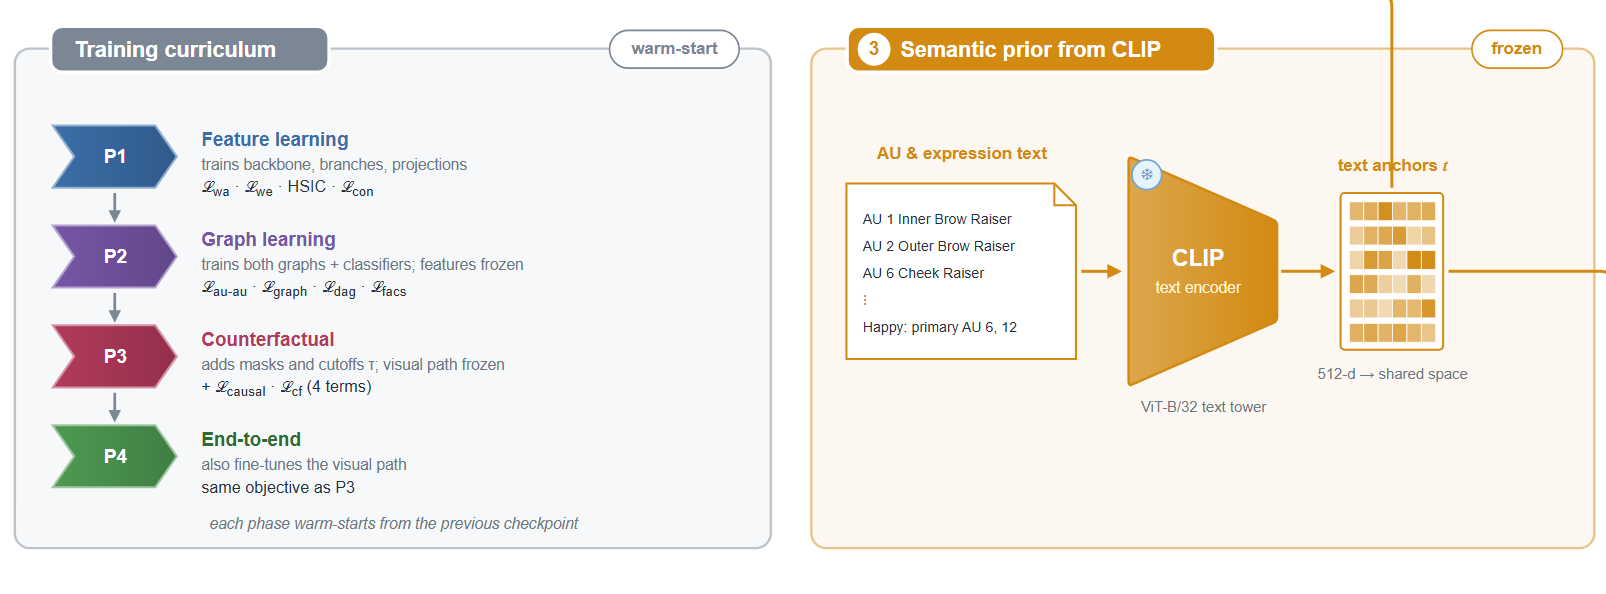 Training curriculum
warm-start
P1
Feature learning
trains backbone, branches, projections
ℒwa · ℒwe · HSIC · ℒcon
P2
Graph learning
trains both graphs + classifiers; features frozen
ℒau-au · ℒgraph · ℒdag · ℒfacs
P3
Counterfactual
adds masks and cutoffs τ; visual path frozen
+ ℒcausal · ℒcf (4 terms)
P4
End-to-end
also fine-tunes the visual path
same objective as P3
each phase warm-starts from the previous checkpoint
3 Semantic prior from CLIP
frozen
AU & expression text
AU 1 Inner Brow Raiser
AU 2 Outer Brow Raiser
AU 6 Cheek Raiser
⋮
Happy: primary AU 6, 12
CLIP
text encoder
ViT-B/32 text tower
text anchors t
512-d → shared space